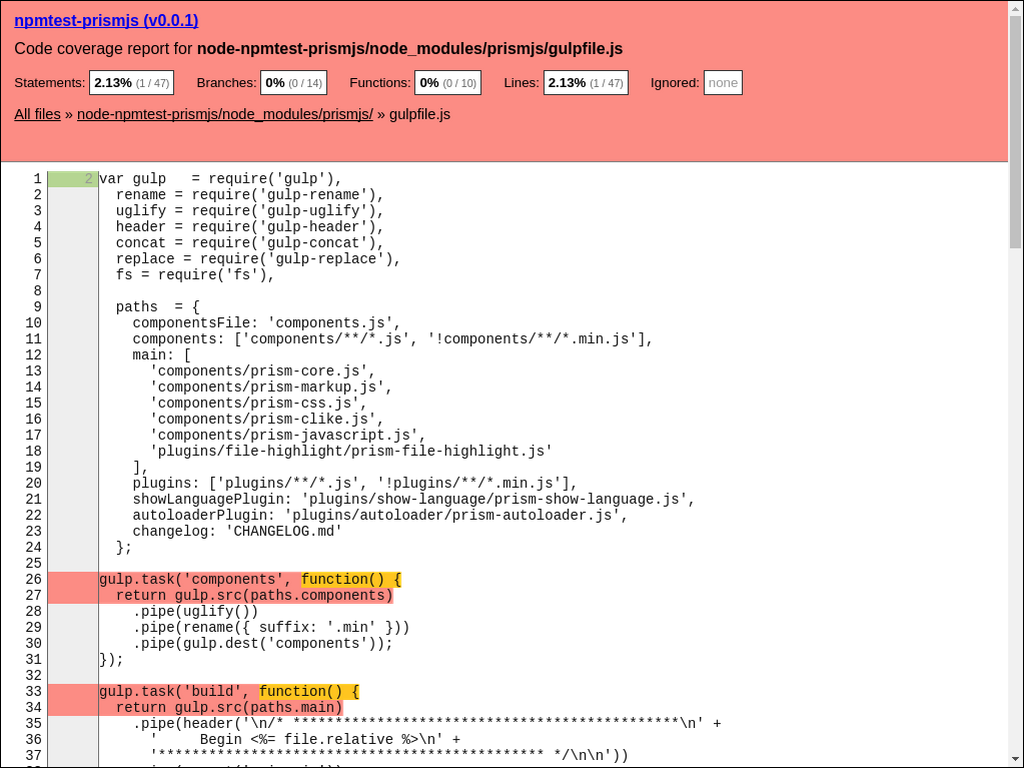 npmtest-prismjs (v0.0.1)
Code coverage report for node-npmtest-prismjs/node_modules/prismjs/gulpfile.js
Statements: 2.13% (1 / 47) Branches: 0% (0 / 14) Functions: 0% (0 / 10) Lines: 2.13% (1 / 47) Ignored: none
All files » node-npmtest-prismjs/node_modules/prismjs/ » gulpfile.js
1 2 var gulp   = require('gulp'),
2   rename = require('gulp-rename'),
3   uglify = require('gulp-uglify'),
4   header = require('gulp-header'),
5   concat = require('gulp-concat'),
6   replace = require('gulp-replace'),
7   fs = require('fs'),
8
9   paths  = {
10     componentsFile: 'components.js',
11     components: ['components/**/*.js', '!components/**/*.min.js'],
12     main: [
13       'components/prism-core.js',
14       'components/prism-markup.js',
15       'components/prism-css.js',
16       'components/prism-clike.js',
17       'components/prism-javascript.js',
18       'plugins/file-highlight/prism-file-highlight.js'
19     ],
20     plugins: ['plugins/**/*.js', '!plugins/**/*.min.js'],
21     showLanguagePlugin: 'plugins/show-language/prism-show-language.js',
22     autoloaderPlugin: 'plugins/autoloader/prism-autoloader.js',
23     changelog: 'CHANGELOG.md'
24   };
25
26 gulp.task('components', function() {
27   return gulp.src(paths.components)
28     .pipe(uglify())
29     .pipe(rename({ suffix: '.min' }))
30     .pipe(gulp.dest('components'));
31 });
32
33 gulp.task('build', function() {
34   return gulp.src(paths.main)
35     .pipe(header('\n/* **********************************************\n' +
36       '     Begin <%= file.relative %>\n' +
37       '********************************************** */\n\n'))